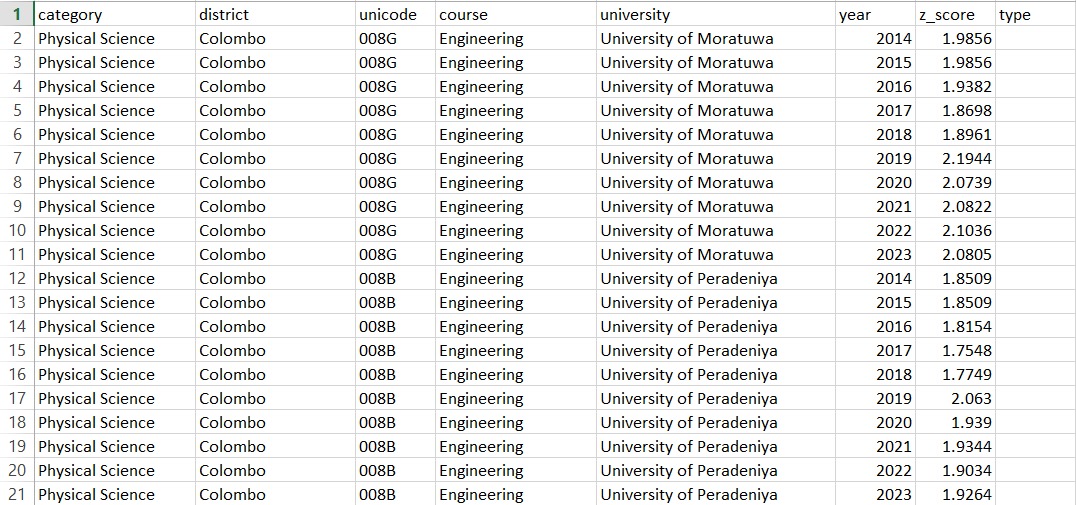 1 category district unicode course university year z_score type
2 Physical Science Colombo 008G Engineering University of Moratuwa 2014 1.9856
3 Physical Science Colombo 008G Engineering University of Moratuwa 2015 1.9856
4 Physical Science Colombo 008G Engineering University of Moratuwa 2016 1.9382
5 Physical Science Colombo 008G Engineering University of Moratuwa 2017 1.8698
6 Physical Science Colombo 008G Engineering University of Moratuwa 2018 1.8961
7 Physical Science Colombo 008G Engineering University of Moratuwa 2019 2.1944
8 Physical Science Colombo 008G Engineering University of Moratuwa 2020 2.0739
9 Physical Science Colombo 008G Engineering University of Moratuwa 2021 2.0822
10 Physical Science Colombo 008G Engineering University of Moratuwa 2022 2.1036
11 Physical Science Colombo 008G Engineering University of Moratuwa 2023 2.0805
12 Physical Science Colombo 008B Engineering University of Peradeniya 2014 1.8509
13 Physical Science Colombo 008B Engineering University of Peradeniya 2015 1.8509
14 Physical Science Colombo 008B Engineering University of Peradeniya 2016 1.8154
15 Physical Science Colombo 008B Engineering University of Peradeniya 2017 1.7548
16 Physical Science Colombo 008B Engineering University of Peradeniya 2018 1.7749
17 Physical Science Colombo 008B Engineering University of Peradeniya 2019 2.063
18 Physical Science Colombo 008B Engineering University of Peradeniya 2020 1.939
19 Physical Science Colombo 008B Engineering University of Peradeniya 2021 1.9344
20 Physical Science Colombo 008B Engineering University of Peradeniya 2022 1.9034
21 Physical Science Colombo 008B Engineering University of Peradeniya 2023 1.9264